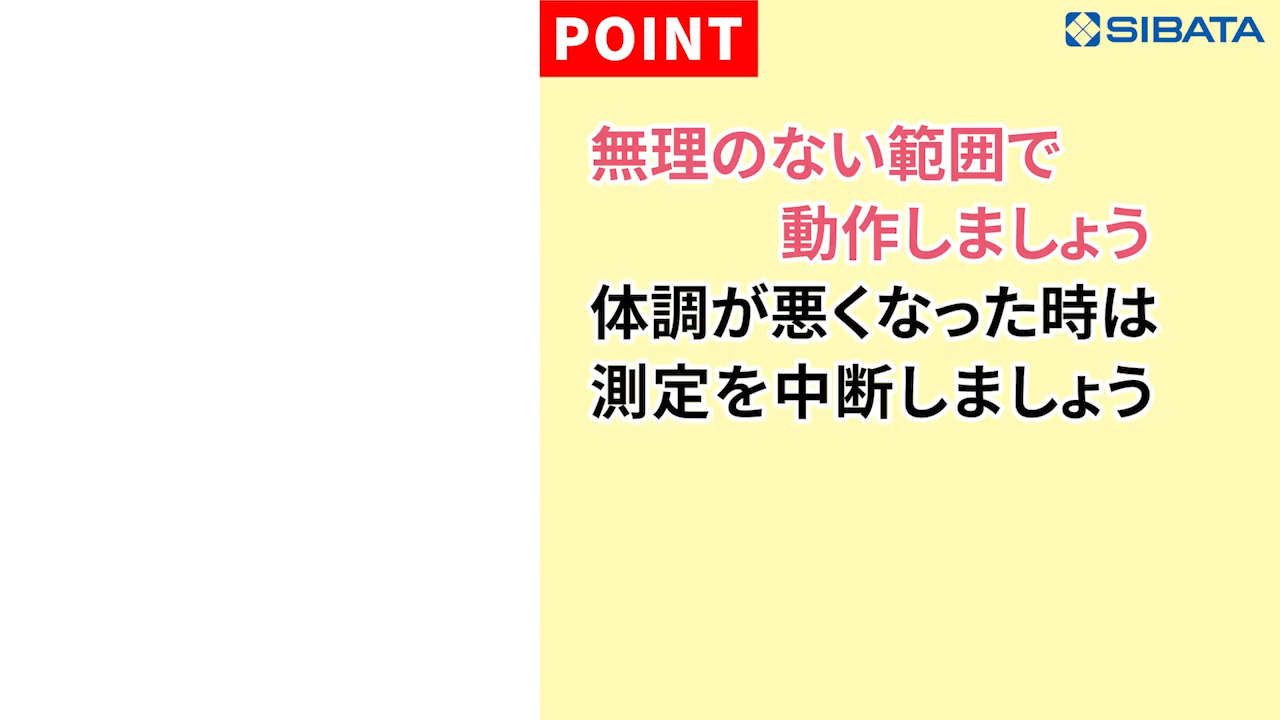 POINT
SIBATA
無理のない範囲で
動作しましょう
体調が悪くなった時は
測定を中断しましょう